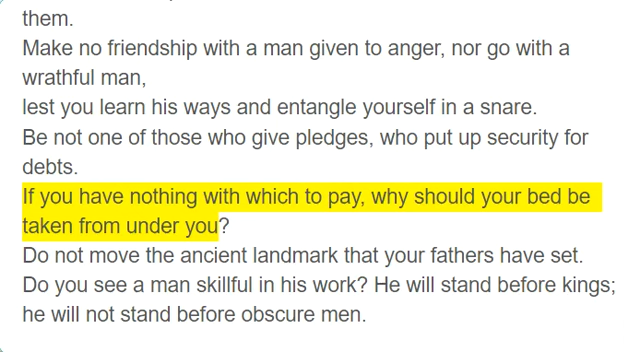 them.
Make no friendship with a man given to anger, nor go with a
wrathful man,
lest you learn his ways and entangle yourself in a snare.
Be not one of those who give pledges, who put up security for
debts.
If you have nothing with which to pay, why should your bed be
taken from under you?
Do not move the ancient landmark that your fathers have set.
Do you see a man skillful in his work? He will stand before kings;
he will not stand before obscure men.